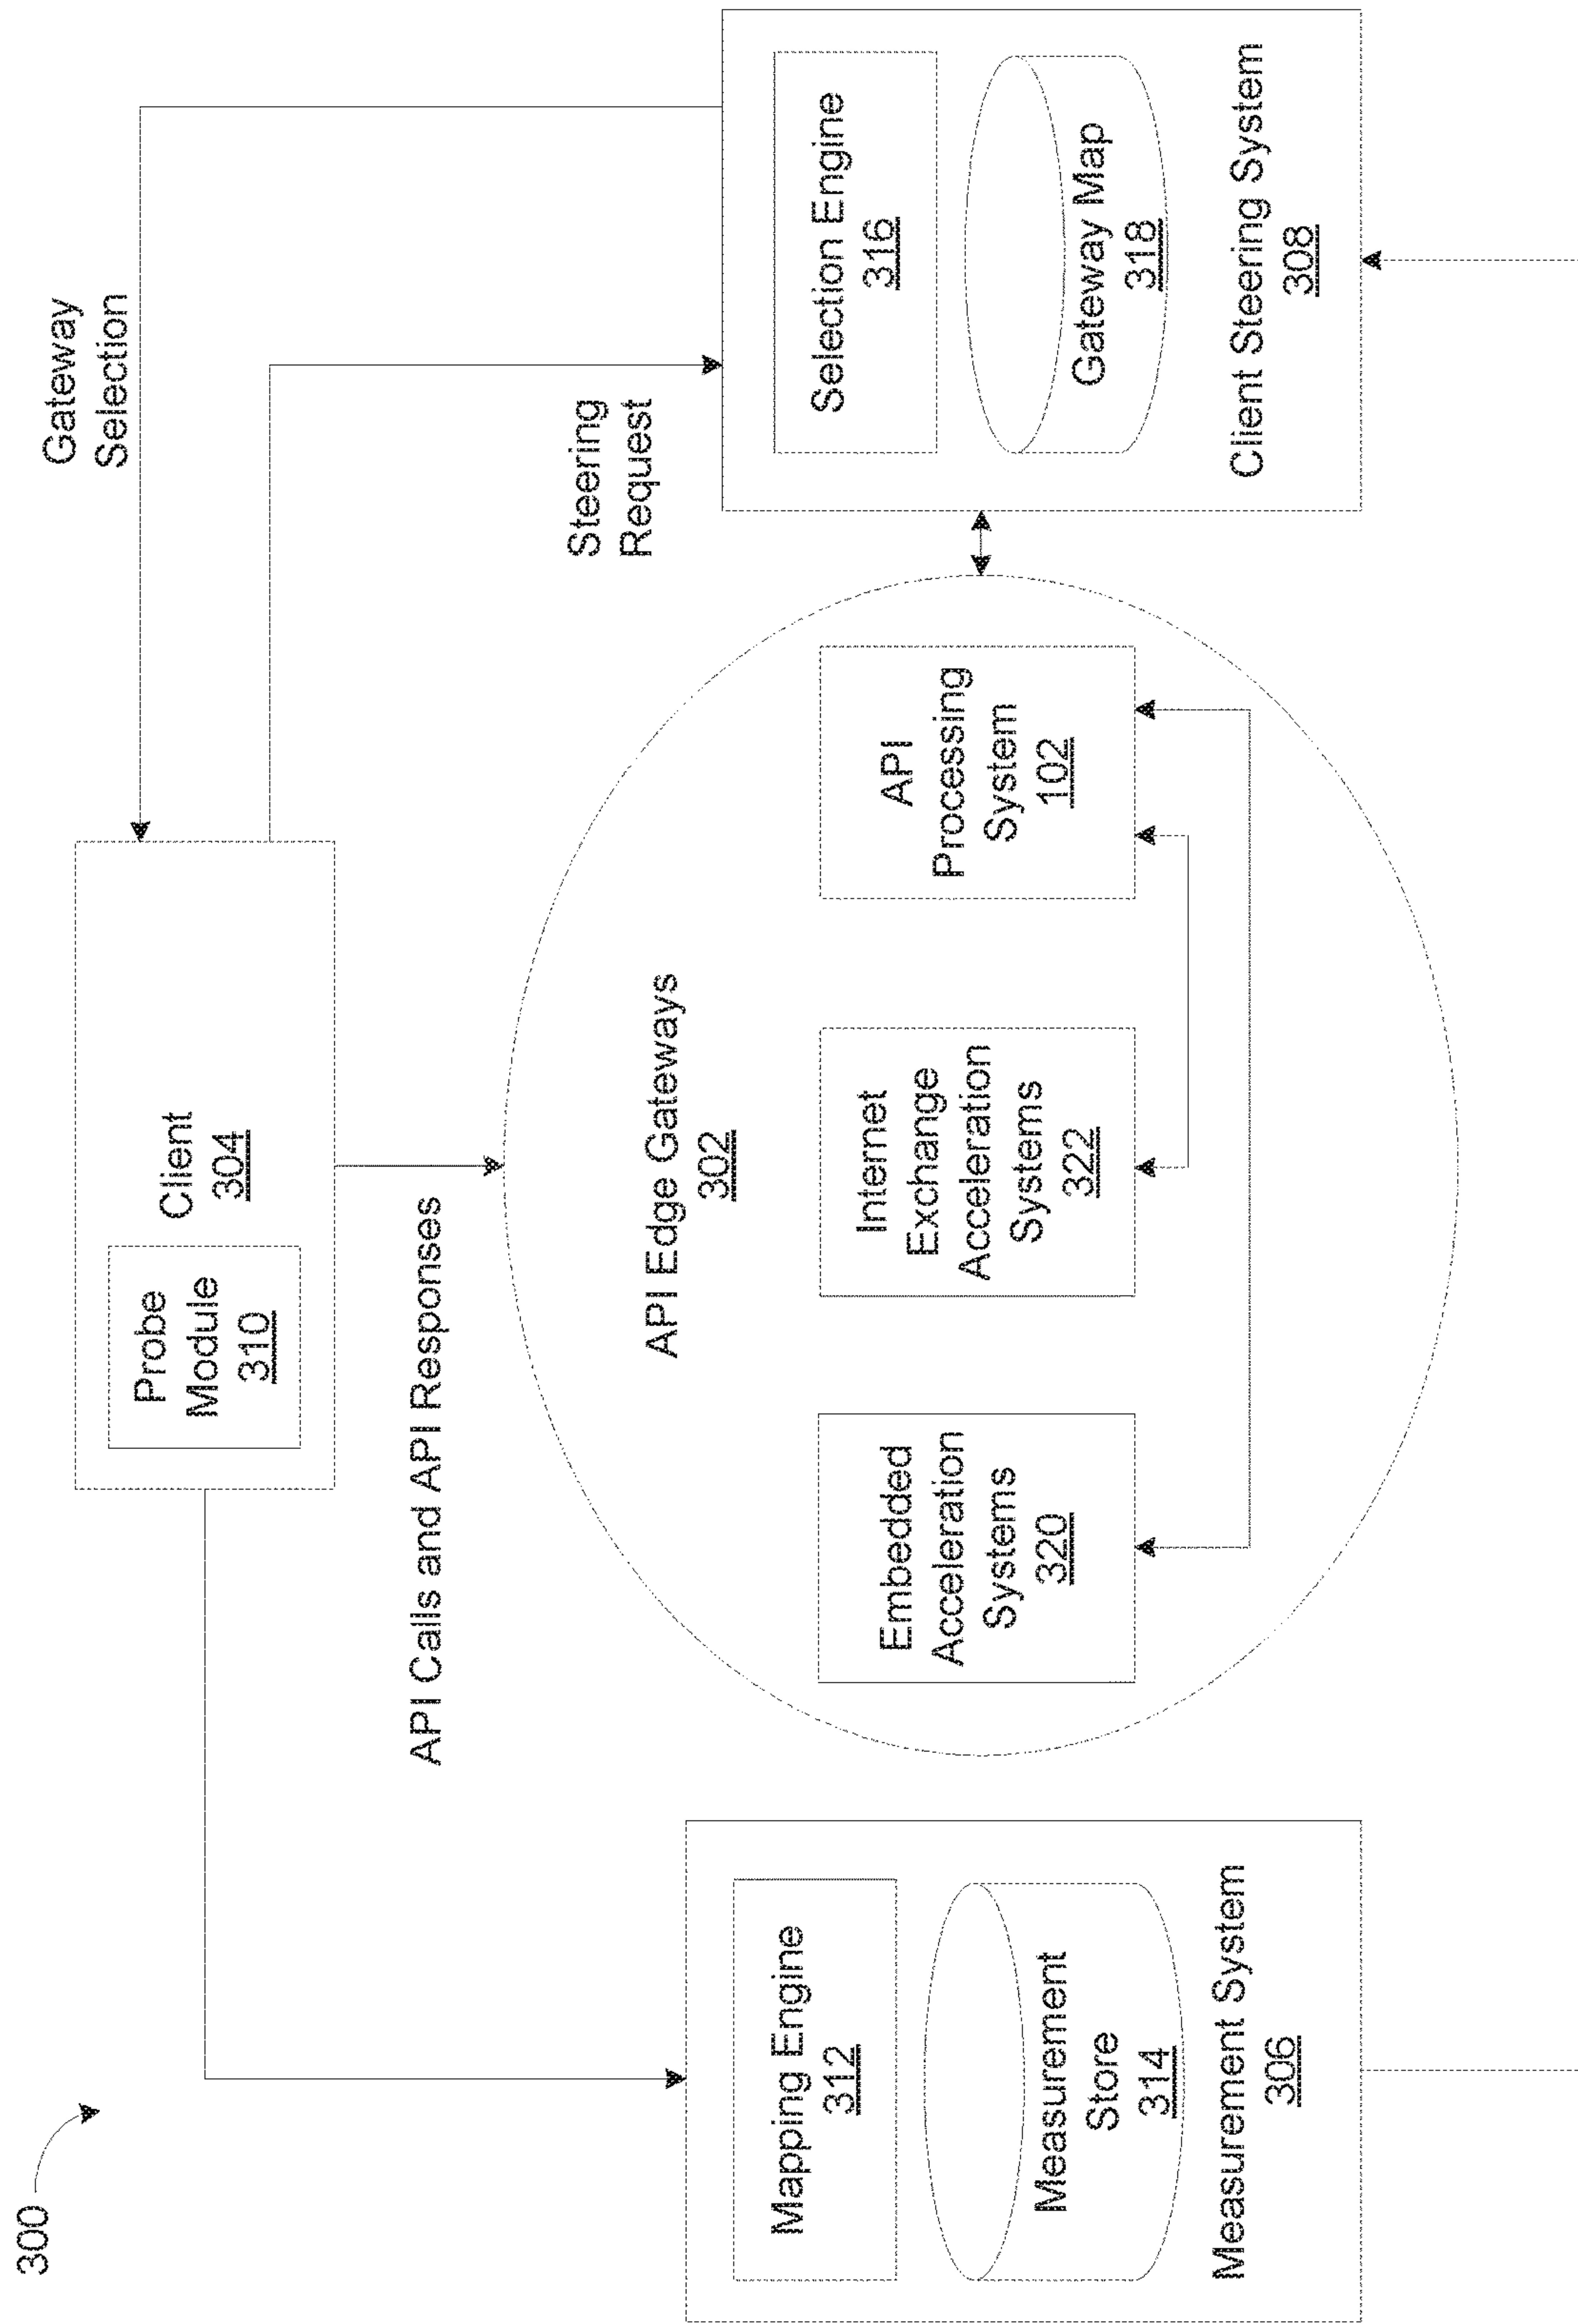 300
Probe
Module
310
Client
304
Gateway
Selection
API Calls and API Responses
Steering
Request
Mapping Engine
312
Measurement
Store
314
Measurement System
306
API Edge Gateways
302
Embedded
Acceleration
Systems
320
Internet
Exchange
Acceleration
Systems
322
API
Processing
System
102
Selection Engine
316
Gateway Map
318
Client Steering System
308